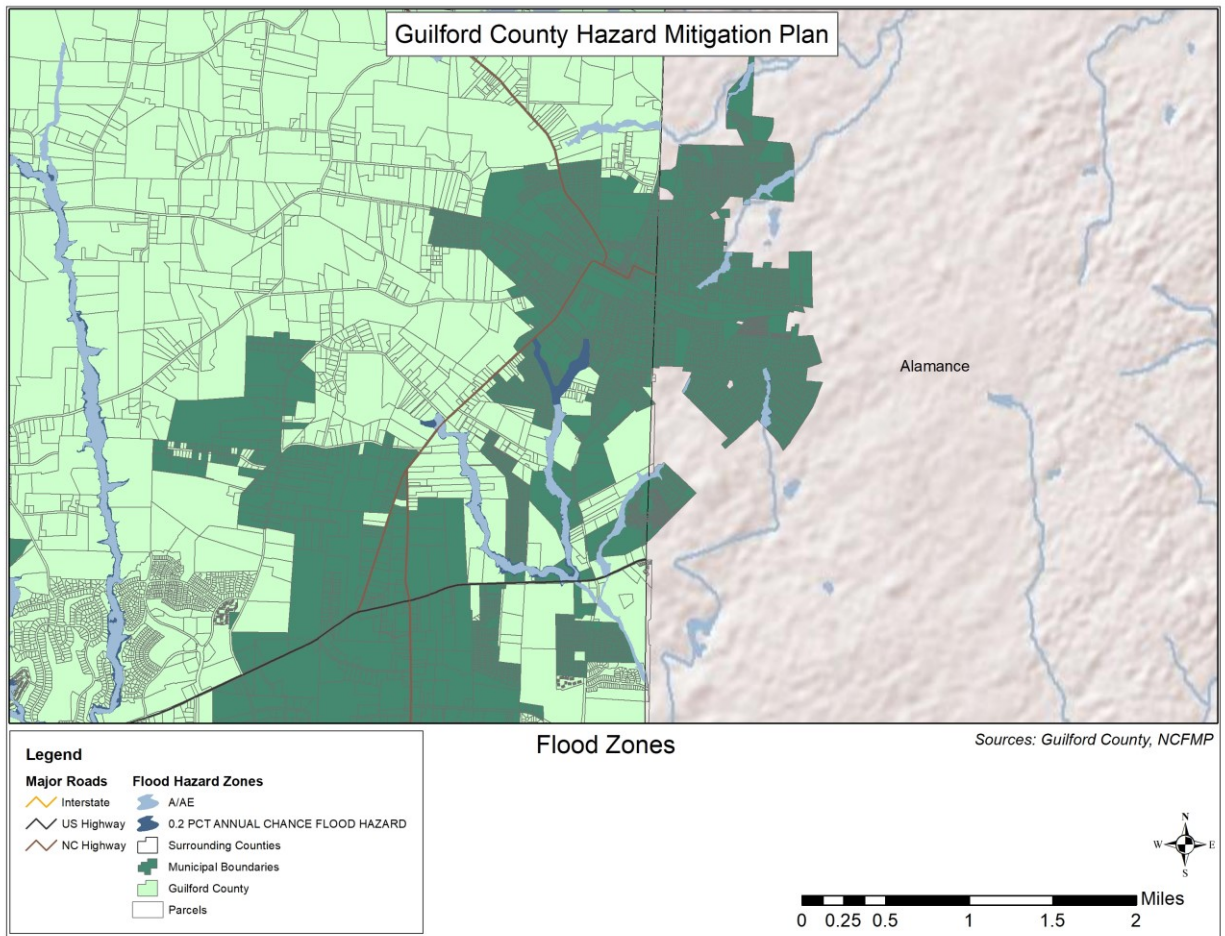 Guilford County Hazard Mitigation Plan
Alamance
Flood Zones
Sources: Guilford County, NCFMP
Legend
Major Roads
Interstate
US Highway
NC Highway
Flood Hazard Zones
A/AE
0.2 PCT ANNUAL CHANCE FLOOD HAZARD
Surrounding Counties
Municipal Boundaries
Guilford County
Parcels
N
W E
S
Miles
0 0.25 0.5 1 1.5 2